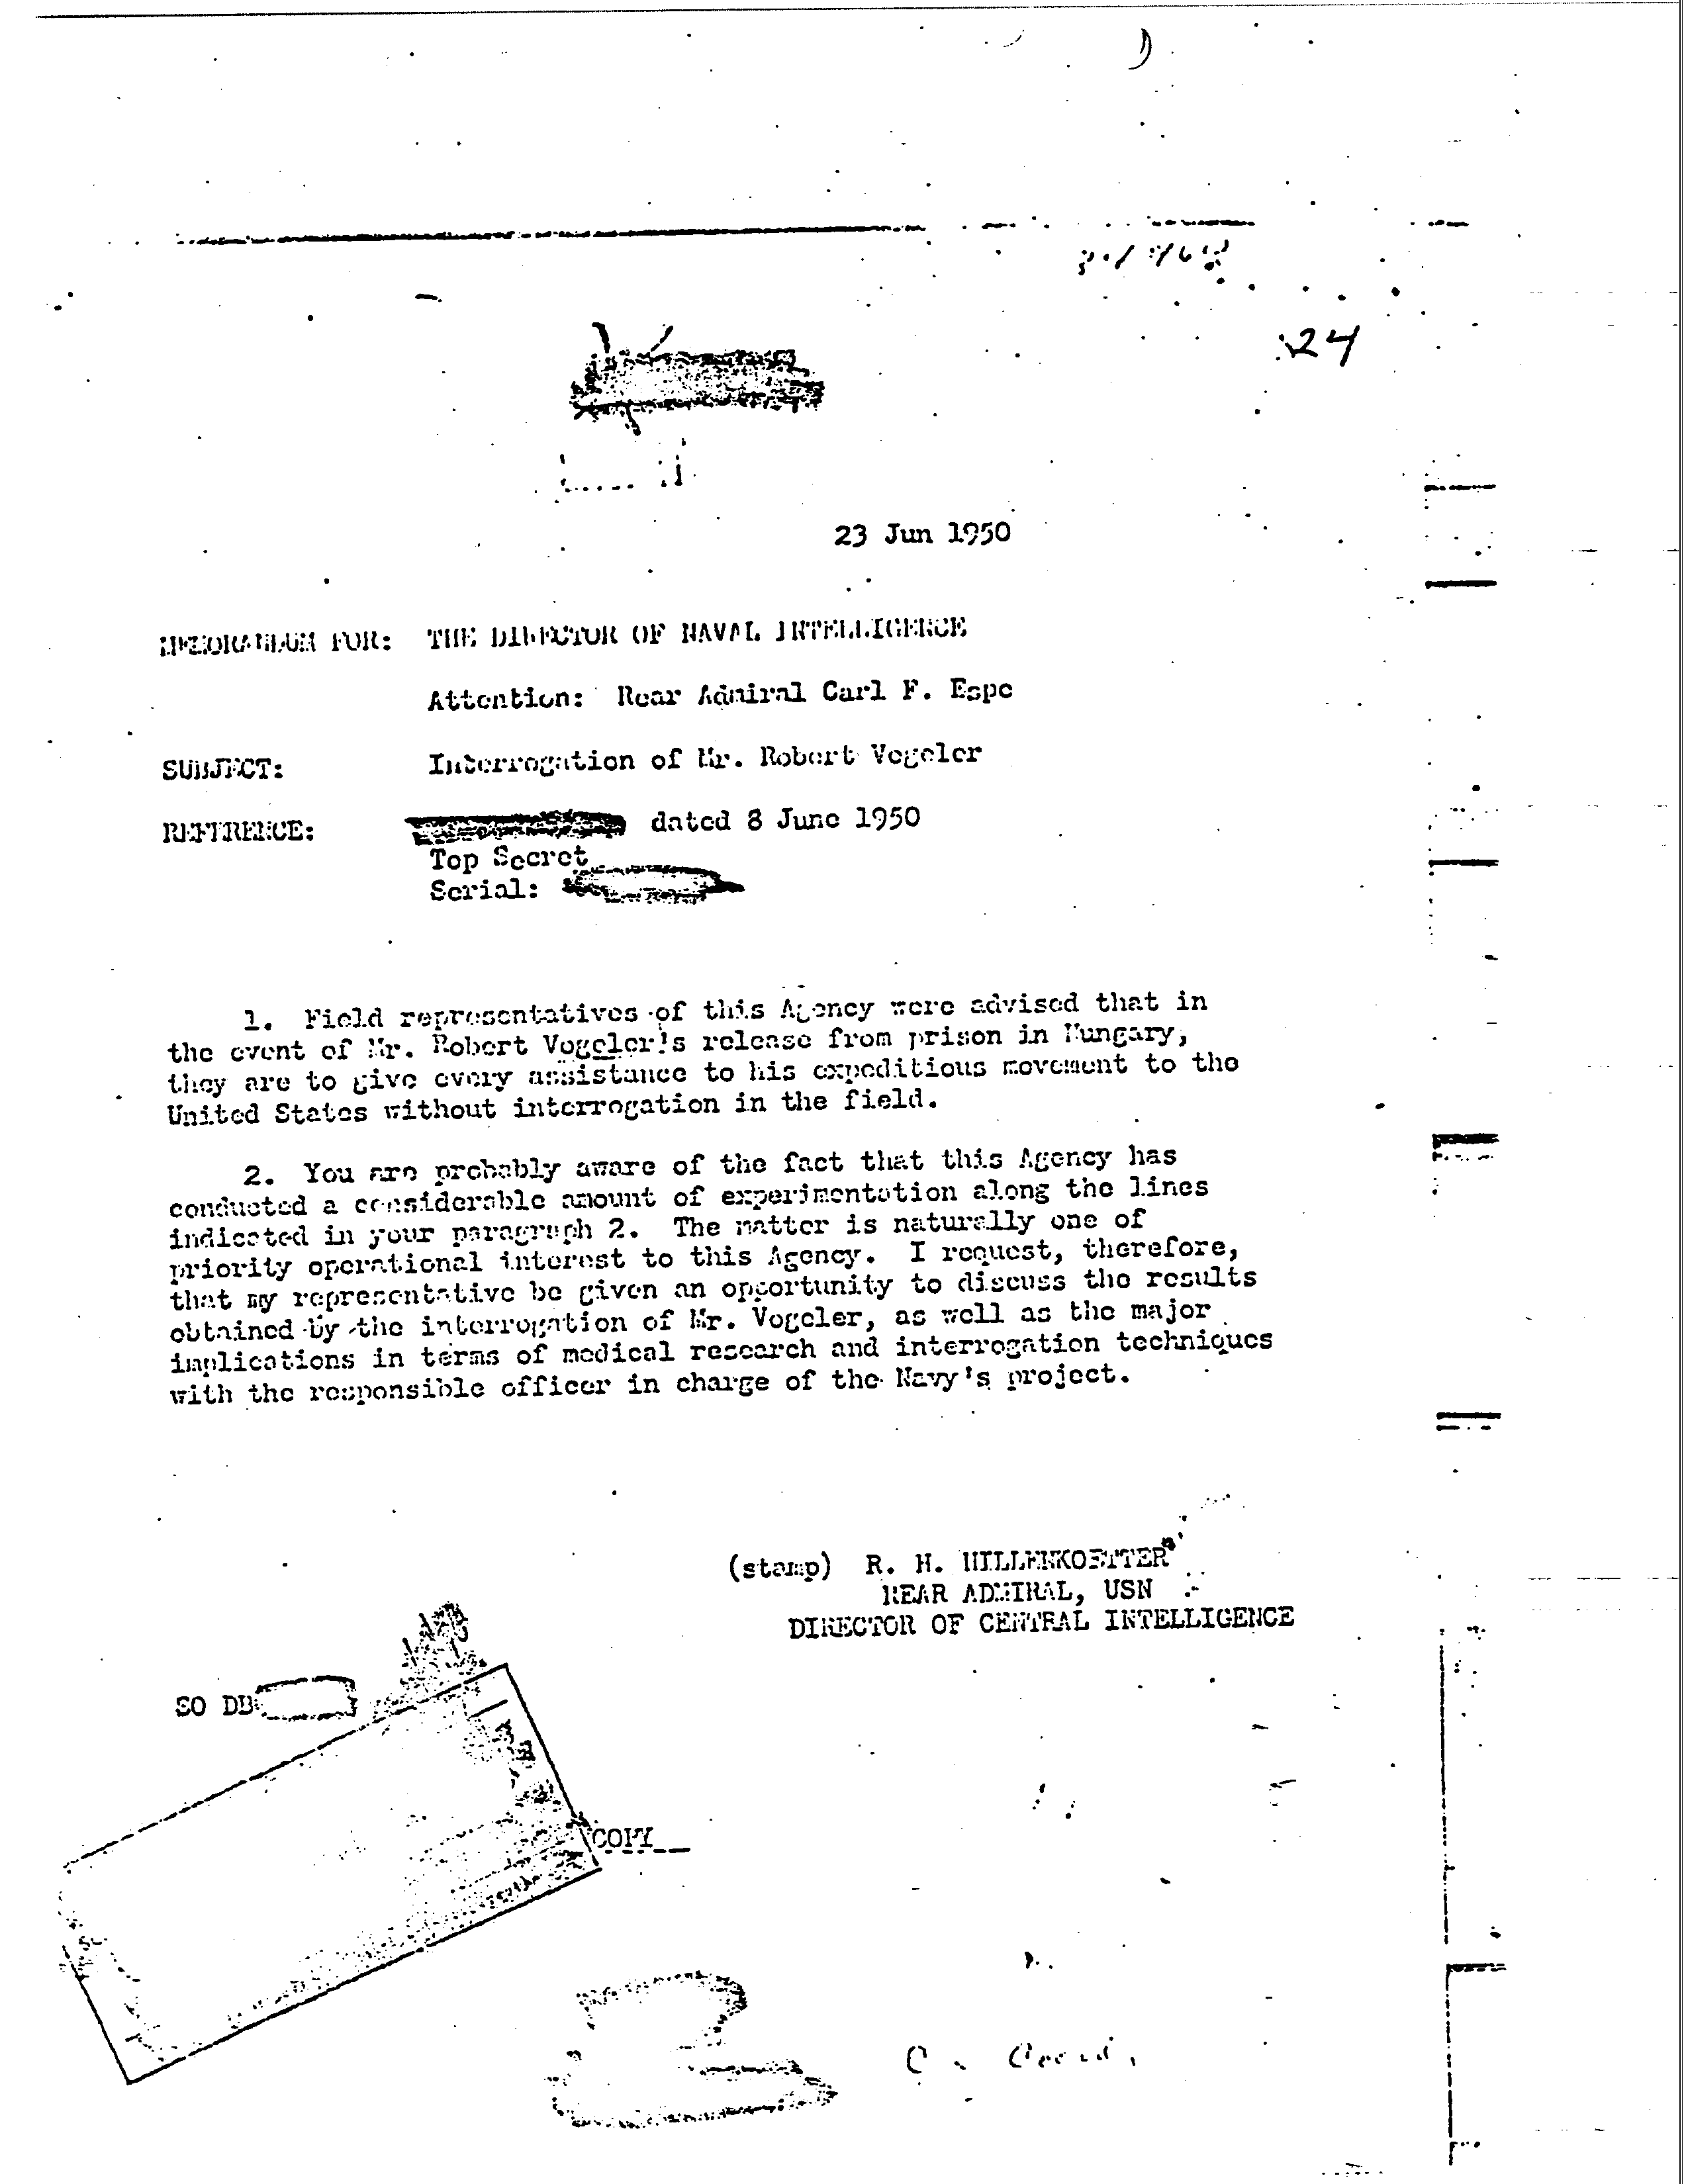 24
23 Jun 1950
MEMORANDUM FOR: THE DIRECTOR OF NAVAL INTELLIGENCE
Attention: Rear Admiral Carl F. Espe
SUBJECT: Interrogation of Mr. Robert Vogeler
REFERENCE: dated 8 June 1950
Top Secret
Serial:
1. Field representatives of this Agency were advised that in
the event of Mr. Robert Vogeler's release from prison in Hungary,
they are to give every assistance to his expeditious movement to the
United States without interrogation in the field.
2. You are probably aware of the fact that this Agency has
conducted a considerable amount of experimentation along the lines
indicated in your paragraph 2. The matter is naturally one of
priority operational interest to this Agency. I request, therefore,
that my representative be given an opportunity to discuss the results
obtained by the interrogation of Mr. Vogeler, as well as the major
implications in terms of medical research and interrogation techniques
with the responsible officer in charge of the Navy's project.
(stamp) R. H. HILLENKOETTER
REAR ADMIRAL, USN
DIRECTOR OF CENTRAL INTELLIGENCE
SO DB
COPY